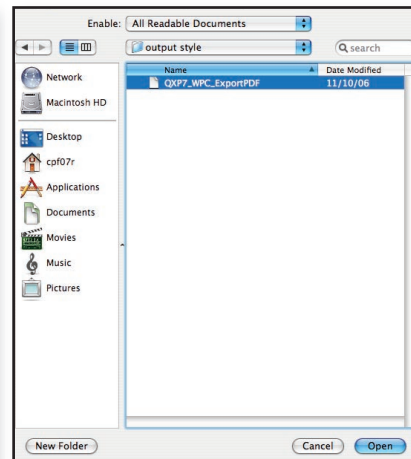 Enable: All Readable Documents
output style
search
Name Date Modified
QXP7_WPC_ExportPDF 11/10/06
Network
Macintosh HD
Desktop
cpf07r
Applications
Documents
Movies
Music
Pictures
New Folder Cancel Open